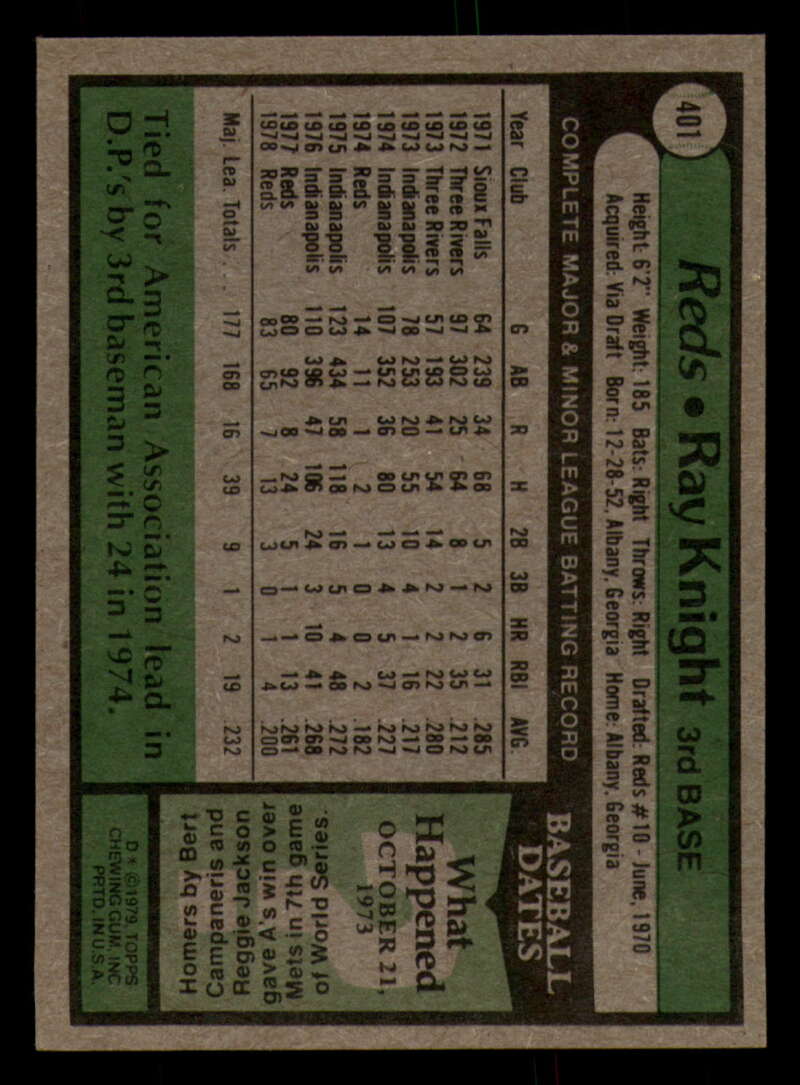 401
Reds • Ray Knight 3rd BASE
Height: 6'2" Weight: 185 Bats: Right Throws: Right Drafted: Reds #10 - June, 1970
Acquired: Via Draft Born: 12-28-52, Albany, Georgia Home: Albany, Georgia
COMPLETE MAJOR & MINOR LEAGUE BATTING RECORD
Year Club G AB R H 2B 3B HR RBI AVG.
1971 Sioux Falls 64 239 34 68 5 2 6 31 .285
1972 Three Rivers 97 302 25 64 8 1 2 35 .212
1973 Three Rivers 57 193 41 54 14 2 2 22 .280
1973 Indianapolis 78 253 20 55 10 4 1 16 .217
1974 Indianapolis 107 352 36 80 13 4 5 37 .227
1974 Reds 14 11 1 2 1 0 0 2 .182
1975 Indianapolis 123 434 58 118 16 5 4 48 .272
1976 Indianapolis 110 396 47 106 24 3 10 41 .268
1977 Reds 80 92 8 24 5 1 1 13 .261
1978 Reds 83 65 7 13 3 0 1 4 .200
Maj. Lea. Totals . . . 177 168 16 39 9 1 2 19 .232
Tied for American Association lead in
D.P.'s by 3rd baseman with 24 in 1974.
BASEBALL
DATES
What
Happened
OCTOBER 21,
1973
Homers by Bert
Campaneris and
Reggie Jackson
gave A's win over
Mets in 7th game
of World Series.
D * © 1979, TOPPS
CHEWING GUM, INC.
PRTD. IN U.S.A.